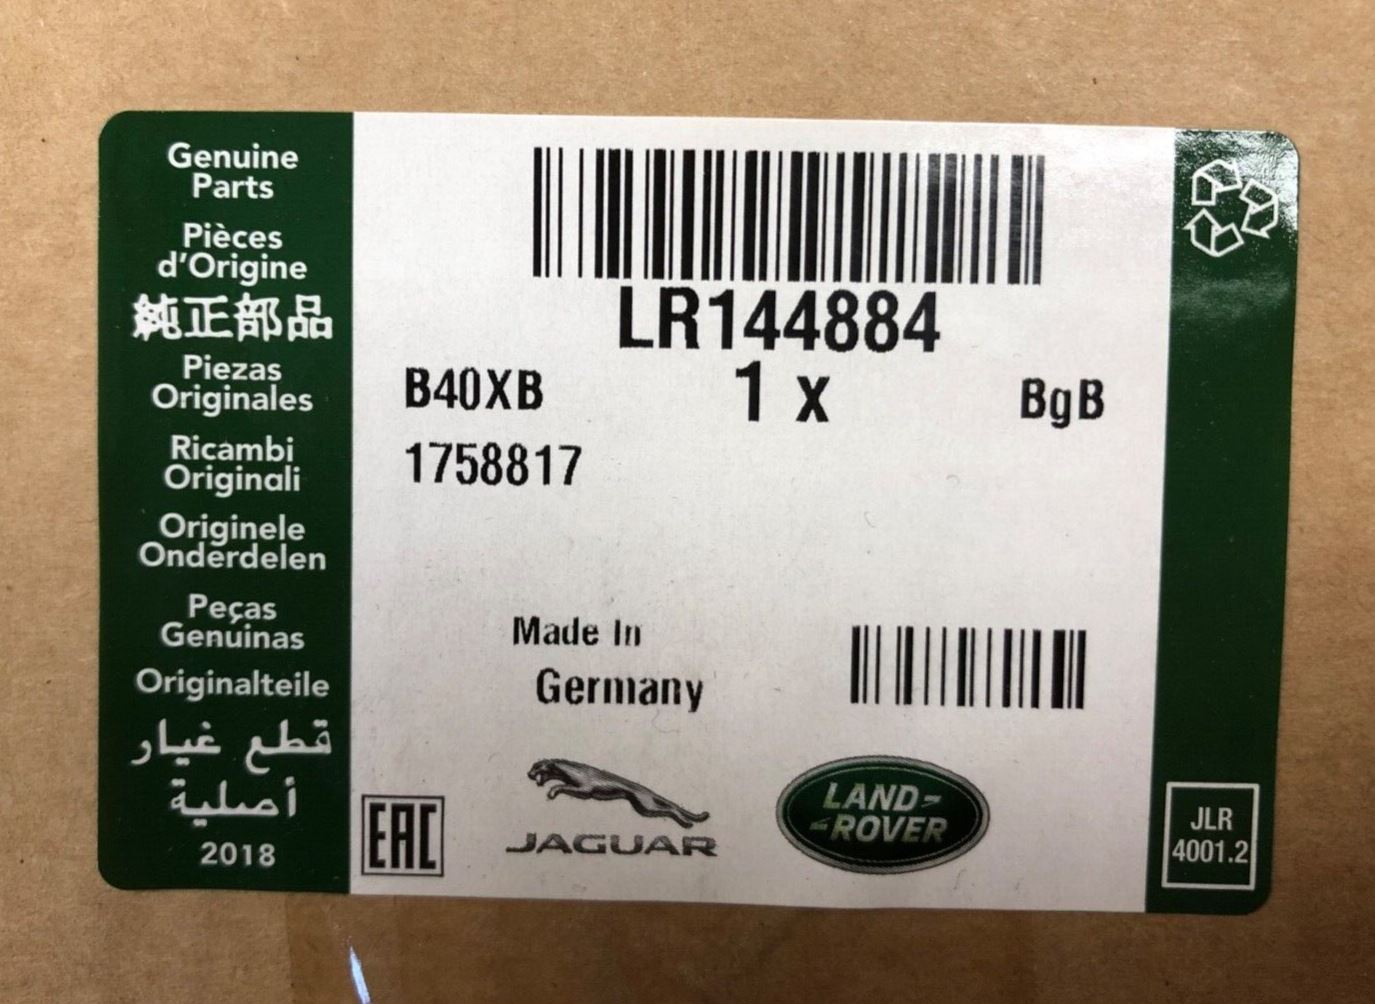 Genuine
Parts
Pièces
d'Origine
純正部品
Piezas
Originales
Ricambi
Originali
Originele
Onderdelen
Peças
Genuinas
Originalteile
قطع غيار
أصلية
2018
LR144884
B40XB 1 x BgB
1758817
Made In
Germany
EAC
JAGUAR
LAND-
-ROVER
JLR
4001.2